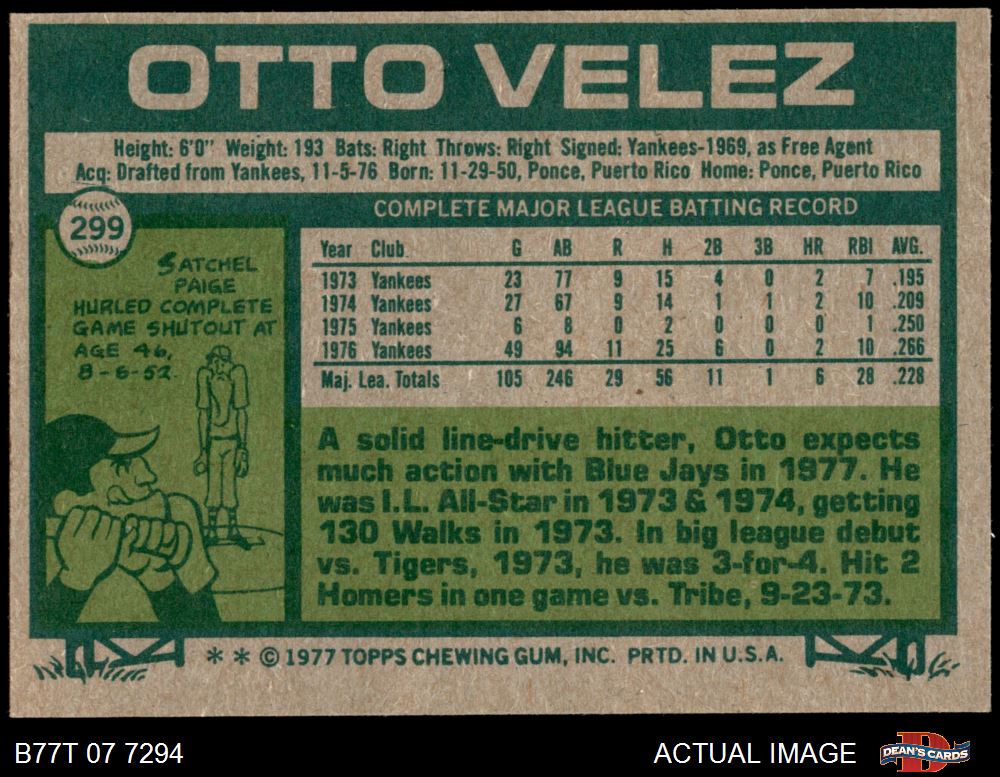 OTTO VELEZ
Height: 6'0" Weight: 193 Bats: Right Throws: Right Signed: Yankees-1969, as Free Agent
Acq: Drafted from Yankees, 11-5-76 Born: 11-29-50, Ponce, Puerto Rico Home: Ponce, Puerto Rico
299
SATCHEL
PAIGE
HURLED COMPLETE
GAME SHUTOUT AT
AGE 46,
8-6-52.
COMPLETE MAJOR LEAGUE BATTING RECORD
Year Club G AB R H 2B 3B HR RBI AVG.
1973 Yankees 23 77 9 15 4 0 2 7 .195
1974 Yankees 27 67 9 14 1 1 2 10 .209
1975 Yankees 6 8 0 2 0 0 0 1 .250
1976 Yankees 49 94 11 25 6 0 2 10 .266
Maj. Lea. Totals 105 246 29 56 11 1 6 28 .228
A solid line-drive hitter, Otto expects
much action with Blue Jays in 1977. He
was I.L. All-Star in 1973 & 1974, getting
130 Walks in 1973. In big league debut
vs. Tigers, 1973, he was 3-for-4. Hit 2
Homers in one game vs. Tribe, 9-23-73.
* * © 1977 TOPPS CHEWING GUM, INC. PRTD. IN U.S.A.
B77T 07 7294
ACTUAL IMAGE
D
DEAN'S CARDS